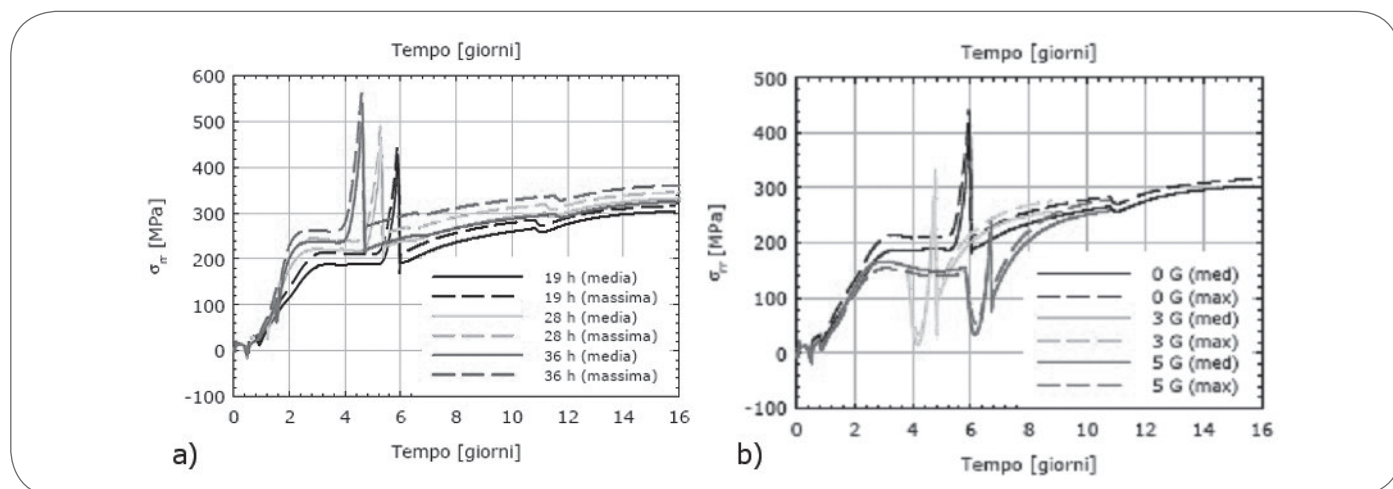 Tempo [giorni]
600
500
400
300
200
100
0
-100
σrr [MPa]
19 h (media)
19 h (massima)
28 h (media)
28 h (massima)
36 h (media)
36 h (massima)
0 2 4 6 8 10 12 14 16
Tempo [giorni]
a)
Tempo [giorni]
500
400
300
200
100
0
-100
σrr [MPa]
0 G (med)
0 G (max)
3 G (med)
3 G (max)
5 G (med)
5 G (max)
0 2 4 6 8 10 12 14 16
Tempo [giorni]
b)